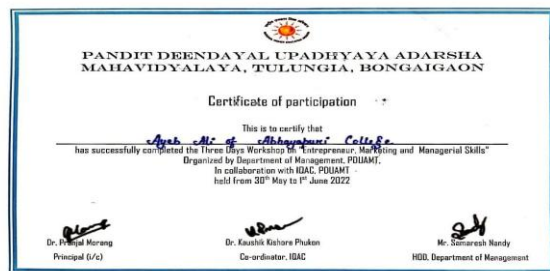 PANDIT DEENDAYAL UPADHYAYA ADARSHA
MAHAVIDYALAYA, TULUNGIA, BONGAIGAON
Certificate of participation
This is to certify that
Ayeb Ali of Abhayapuri College
has successfully completed the Three Days Workshop on "Entrepreneur, Marketing and Managerial Skills"
Organized by Department of Management, PDUAMT,
In collaboration with IQAC, PDUAMT
held from 30th May to 1st June 2022
Dr. Pranjal Morang
Principal (i/c)
Dr. Kaushik Kishore Phukon
Co-ordinator, IQAC
Mr. Samaresh Nandy
HOD, Department of Management